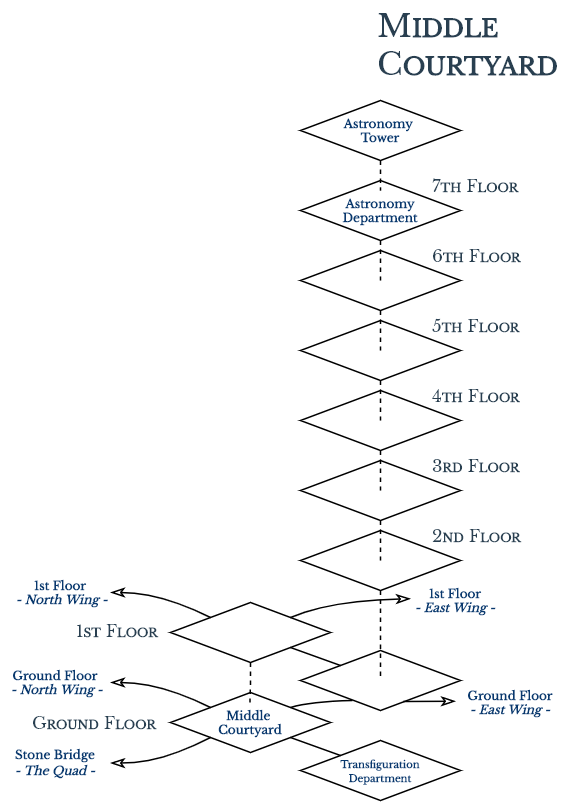 MIDDLE
COURTYARD
Astronomy
Tower
7TH FLOOR
Astronomy
Department
6TH FLOOR
5TH FLOOR
4TH FLOOR
3RD FLOOR
2ND FLOOR
1st Floor
- North Wing -
1st Floor
- East Wing -
1ST FLOOR
Ground Floor
- North Wing -
Ground Floor
- East Wing -
GROUND FLOOR
Middle
Courtyard
Stone Bridge
- The Quad -
Transfiguration
Department